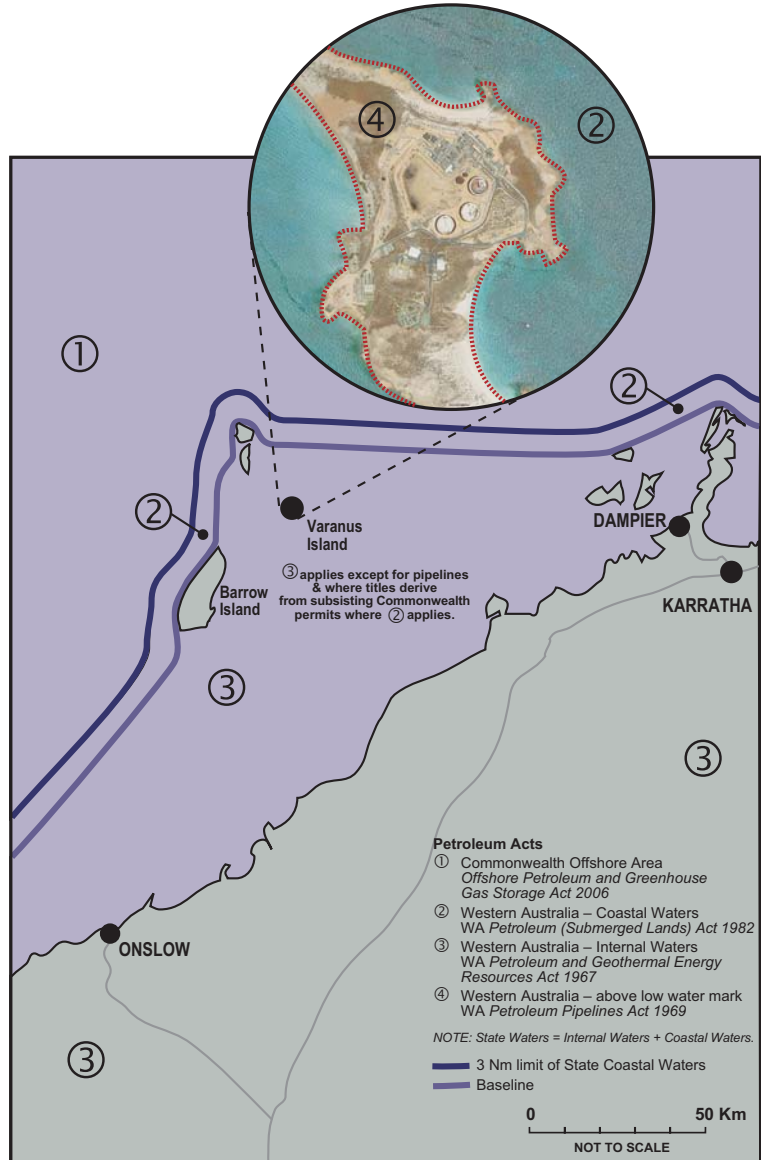 ④
②
①
②
②
DAMPIER
Varanus
Island
KARRATHA
③ applies except for pipelines
& where titles derive
from subsisting Commonwealth
permits where ② applies.
Barrow
Island
③
③
Petroleum Acts
① Commonwealth Offshore Area
Offshore Petroleum and Greenhouse
Gas Storage Act 2006
② Western Australia – Coastal Waters
WA Petroleum (Submerged Lands) Act 1982
③ Western Australia – Internal Waters
WA Petroleum and Geothermal Energy
Resources Act 1967
④ Western Australia – above low water mark
WA Petroleum Pipelines Act 1969
NOTE: State Waters = Internal Waters + Coastal Waters.
3 Nm limit of State Coastal Waters
Baseline
0 50 Km
NOT TO SCALE
ONSLOW
③